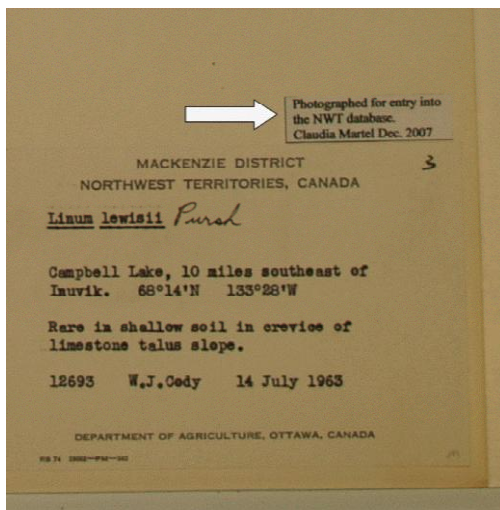 Photographed for entry into
the NWT database.
Claudia Martel Dec. 2007
3
MACKENZIE DISTRICT
NORTHWEST TERRITORIES, CANADA
Linum lewisii Pursh
Campbell Lake, 10 miles southeast of
Inuvik. 68°14'N 133°28'W
Rare in shallow soil in crevice of
limestone talus slope.
12693 W.J.Cody 14 July 1963
DEPARTMENT OF AGRICULTURE, OTTAWA, CANADA